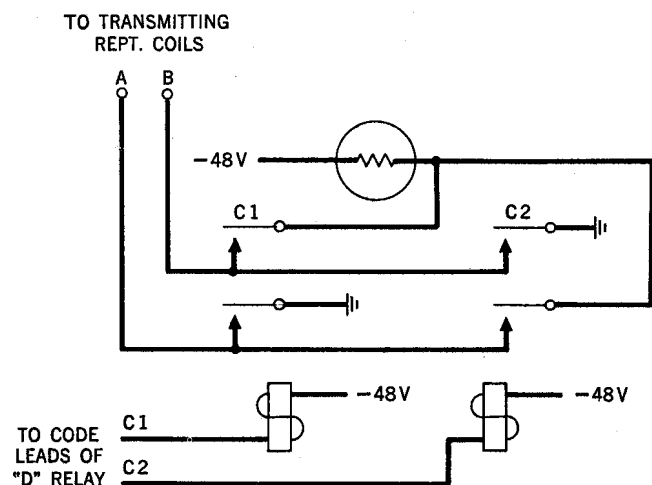 TO TRANSMITTING
REPT. COILS
A B
-48V
C1 C2
-48V -48V
C1
TO CODE
LEADS OF
"D" RELAY
C2